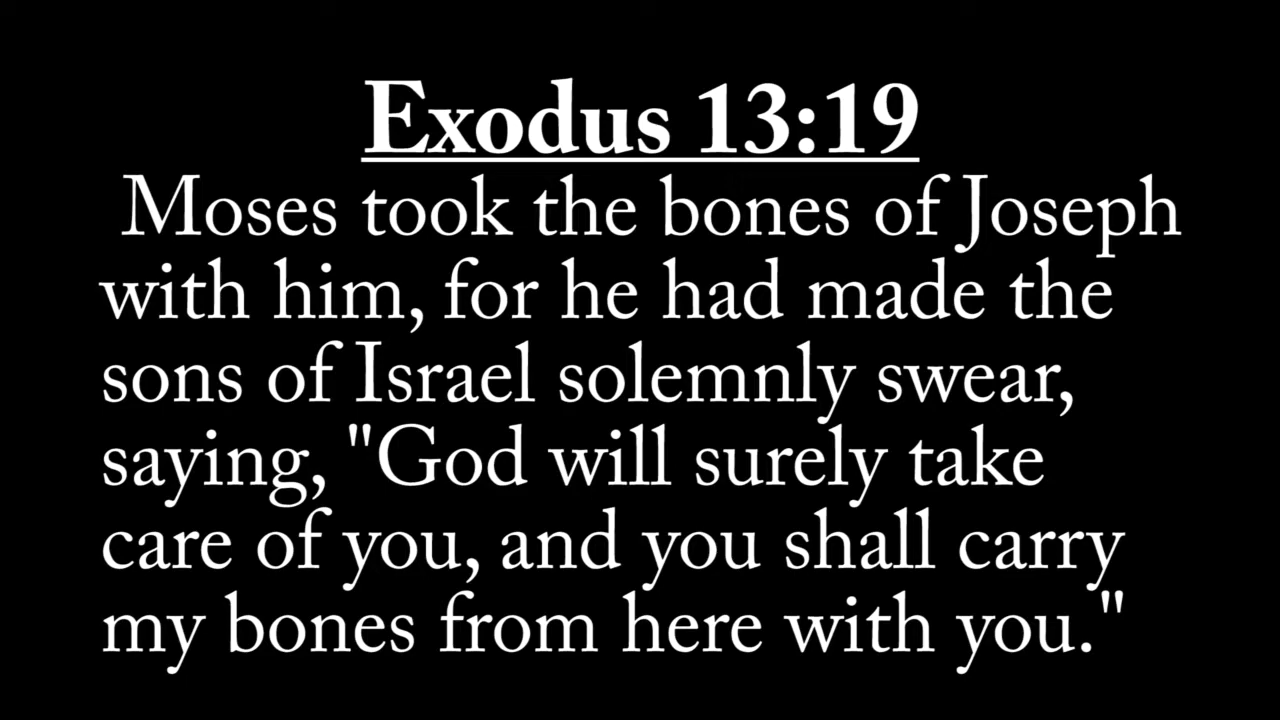 Exodus 13:19
Moses took the bones of Joseph
with him, for he had made the
sons of Israel solemnly swear,
saying, "God will surely take
care of you, and you shall carry
my bones from here with you."